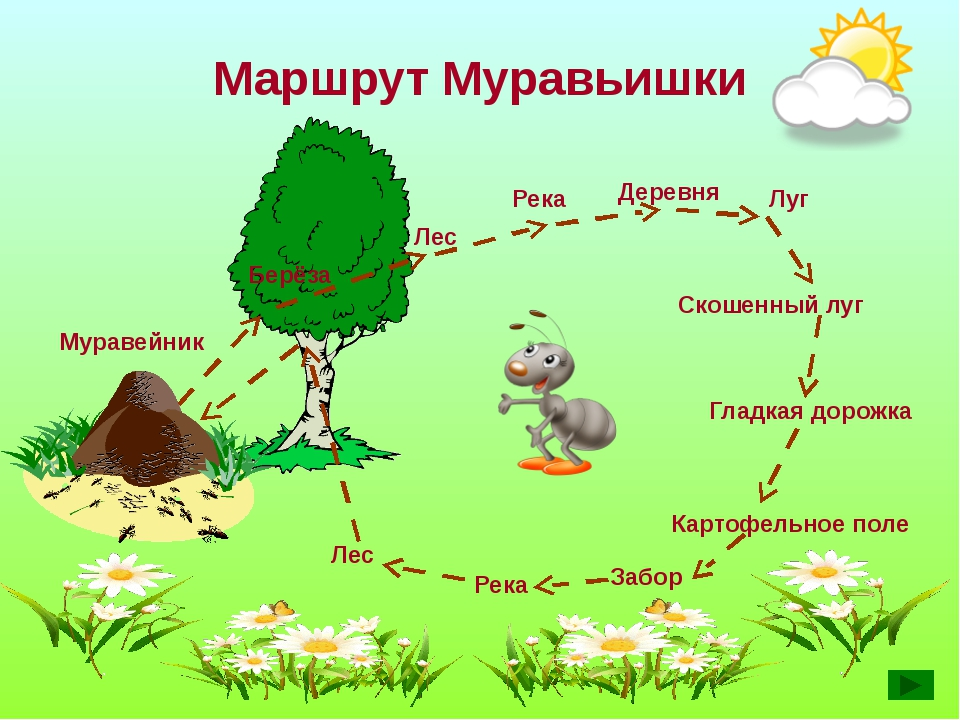 Маршрут Муравьишки
Муравейник
Берёза
Лес
Река
Деревня
Луг
Скошенный луг
Гладкая дорожка
Картофельное поле
Забор
Река
Лес